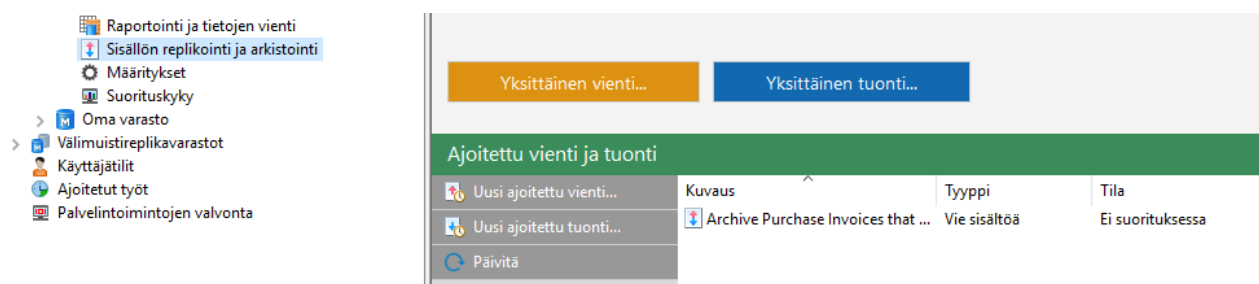 Raportointi ja tietojen vienti
Sisällön replikointi ja arkistointi
Määritykset
Suorituskyky
Oma varasto
Välimuistireplikavarastot
Käyttäjätilit
Ajoitetut työt
Palvelintoimintojen valvonta
Yksittäinen vienti... Yksittäinen tuonti...
Ajoitettu vienti ja tuonti
Uusi ajoitettu vienti...
Uusi ajoitettu tuonti...
Päivitä
Kuvaus Tyyppi Tila
Archive Purchase Invoices that ... Vie sisältöä Ei suorituksessa